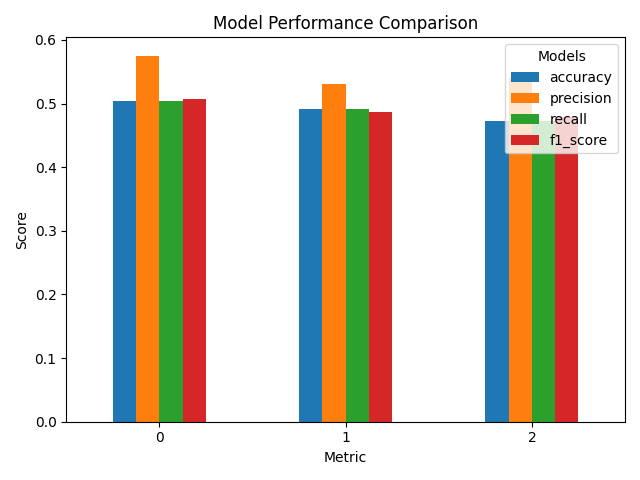 Model Performance Comparison
Models
accuracy
precision
recall
f1_score
Score
0.6
0.5
0.4
0.3
0.2
0.1
0.0
0
1
2
Metric